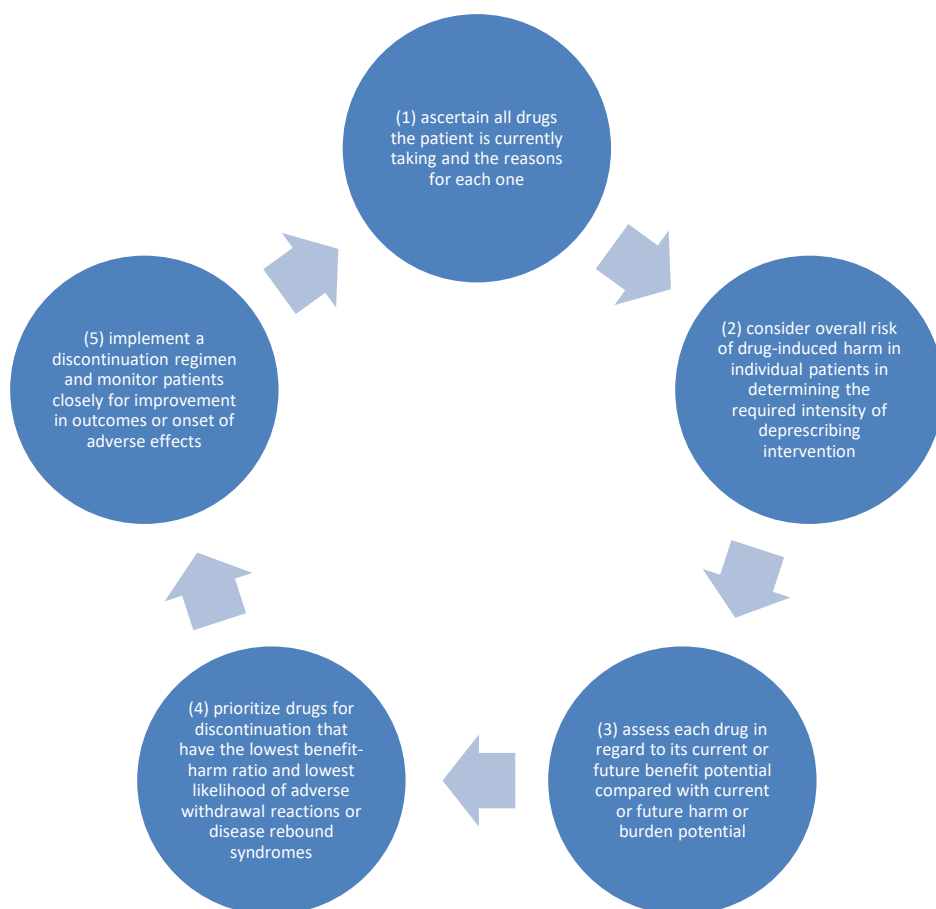 (1) ascertain all drugs
the patient is currently
taking and the reasons
for each one
(2) consider overall risk
of drug-induced harm in
individual patients in
determining the
required intensity of
deprescribing
intervention
(3) assess each drug in
regard to its current or
future benefit potential
compared with current
or future harm or
burden potential
(4) prioritize drugs for
discontinuation that
have the lowest benefit-
harm ratio and lowest
likelihood of adverse
withdrawal reactions or
disease rebound
syndromes
(5) implement a
discontinuation regimen
and monitor patients
closely for improvement
in outcomes or onset of
adverse effects